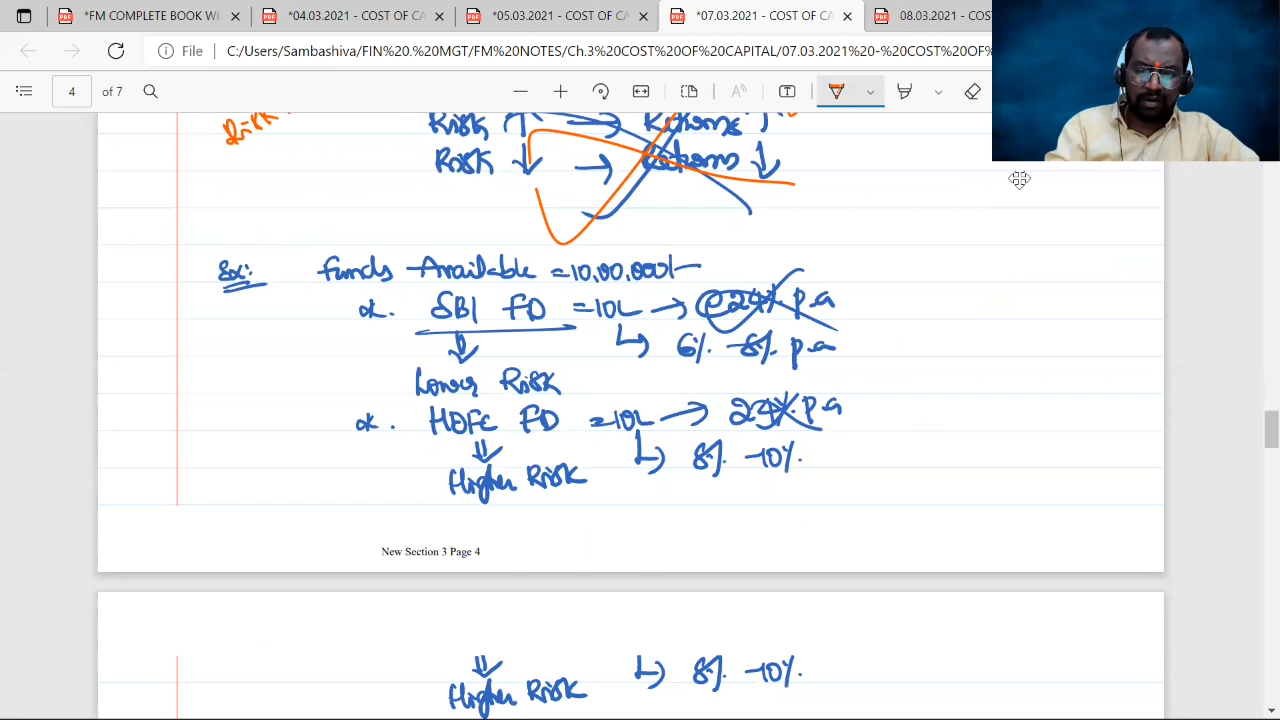 *FM COMPLETE BOOK WI
*04.03.2021 - COST OF CA
*05.03.2021 - COST OF CA
*07.03.2021 - COST OF CA
08.03.2021 - COS
File C:/Users/Sambashiva/FIN%20.%20MGT/FM%20NOTES/Ch.3%20COST%20OF%20CAPITAL/07.03.2021%20-%20COST%20OF%
4 of 7
Risk
Risk ↑ → Returns ↑
Risk ↓ → Returns ↓
Ex: Funds Available = 10,00,000/-
SBI FD = 10L → @ 24% p.a
6% - 8% p.a
Lower Risk
HDFC FD = 10L → 24% p.a
8% - 10%.
Higher Risk
New Section 3 Page 4
8% - 10%.
Higher Risk